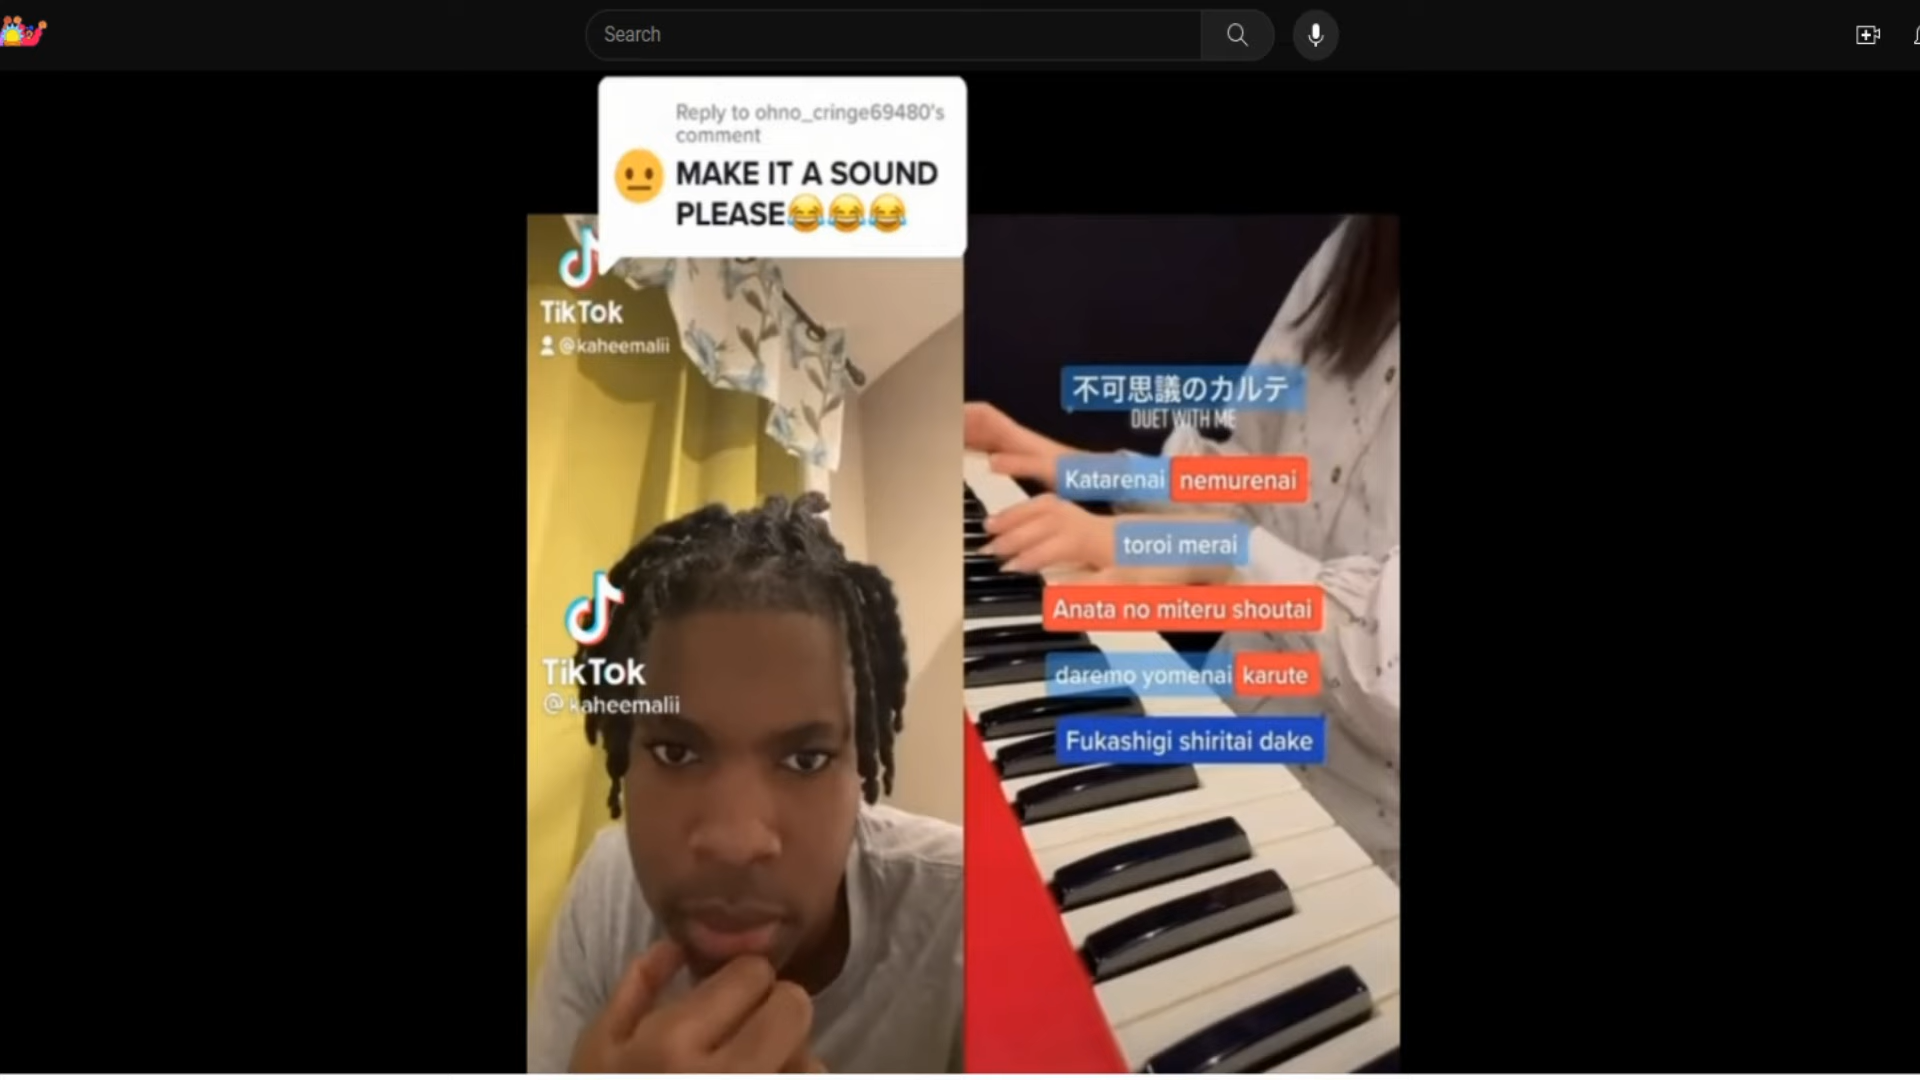 Search
Reply to ohno_cringe69480's
comment
MAKE IT A SOUND
PLEASE😂😂😂
TikTok
@kaheemalii
TikTok
@kaheemalii
不可思議のカルテ
DUET WITH ME
Katarenai nemurenai
toroi merai
Anata no miteru shoutai
daremo yomenai karute
Fukashigi shiritai dake